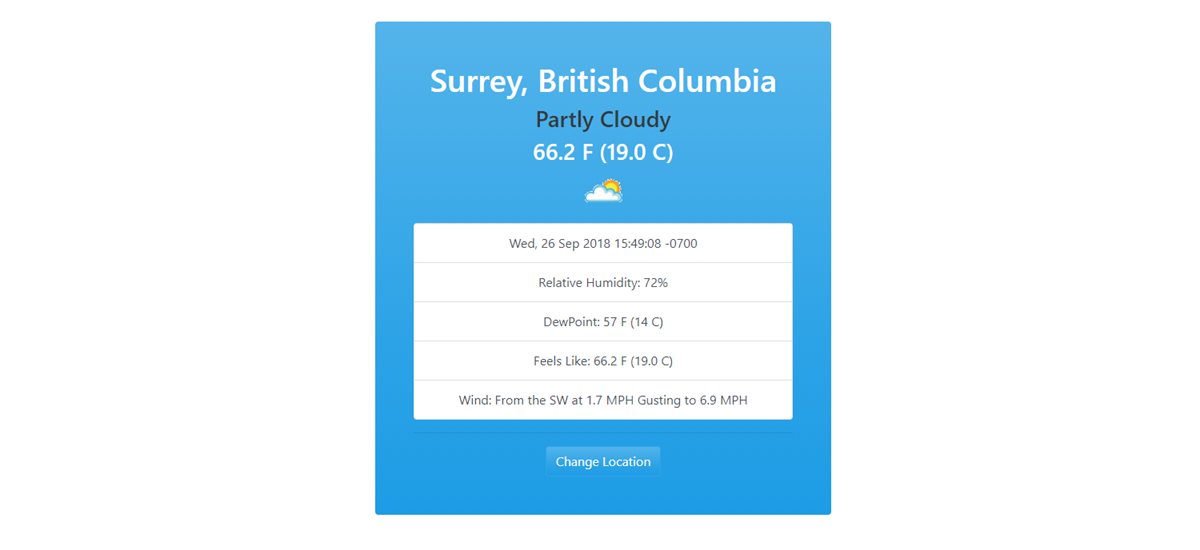 Surrey, British Columbia
Partly Cloudy
66.2 F (19.0 C)
Wed, 26 Sep 2018 15:49:08 -0700
Relative Humidity: 72%
DewPoint: 57 F (14 C)
Feels Like: 66.2 F (19.0 C)
Wind: From the SW at 1.7 MPH Gusting to 6.9 MPH
Change Location